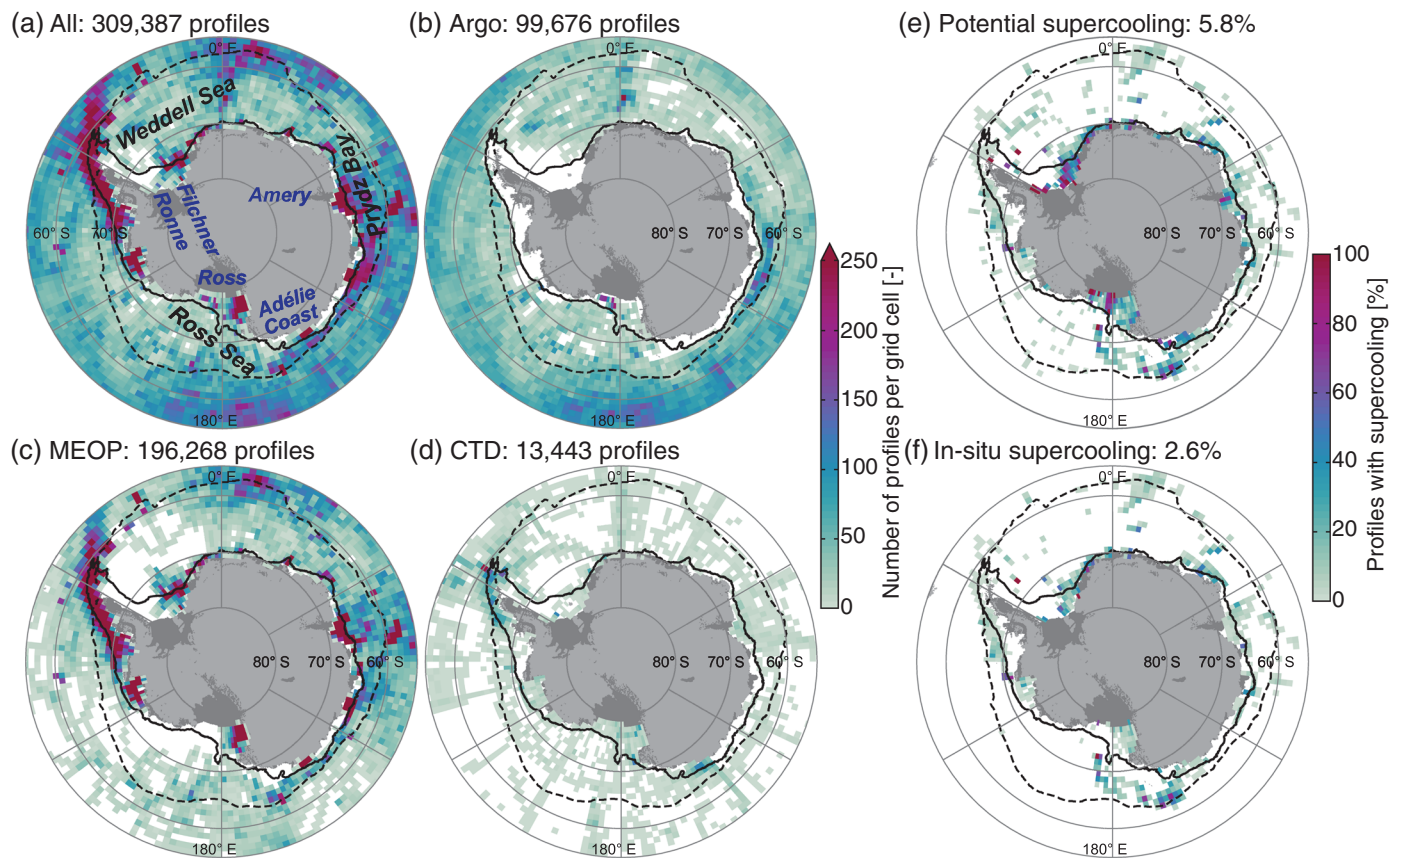 (a) All: 309,387 profiles
0° E
Weddell Sea
Prydz Bay
Amery
Filchner
Ronne
60° S
70° S
Ross
Adélie
Coast
Ross Sea
180° E
(b) Argo: 99,676 profiles
0° E
80° S
70° S
60° S
180° E
250
200
150
100
50
0
Number of profiles per grid cell [-]
(e) Potential supercooling: 5.8%
0° E
80° S
70° S
60° S
180° E
100
80
60
40
20
0
Profiles with supercooling [%]
(c) MEOP: 196,268 profiles
0° E
80° S
70° S
60° S
180° E
(d) CTD: 13,443 profiles
0° E
80° S
70° S
60° S
180° E
(f) In-situ supercooling: 2.6%
0° E
80° S
70° S
60° S
180° E